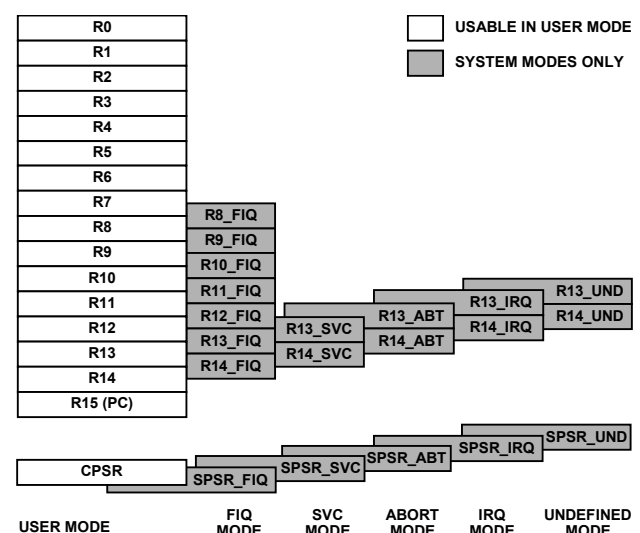 R0
R1
R2
R3
R4
R5
R6
R7
R8
R9
R10
R11
R12
R13
R14
R15 (PC)
CPSR
USER MODE
R8_FIQ
R9_FIQ
R10_FIQ
R11_FIQ
R12_FIQ
R13_FIQ
R14_FIQ
SPSR_FIQ
FIQ
MODE
R13_SVC
R14_SVC
SPSR_SVC
SVC
MODE
R13_ABT
R14_ABT
SPSR_ABT
ABORT
MODE
R13_IRQ
R14_IRQ
SPSR_IRQ
IRQ
MODE
R13_UND
R14_UND
SPSR_UND
UNDEFINED
MODE
USABLE IN USER MODE
SYSTEM MODES ONLY